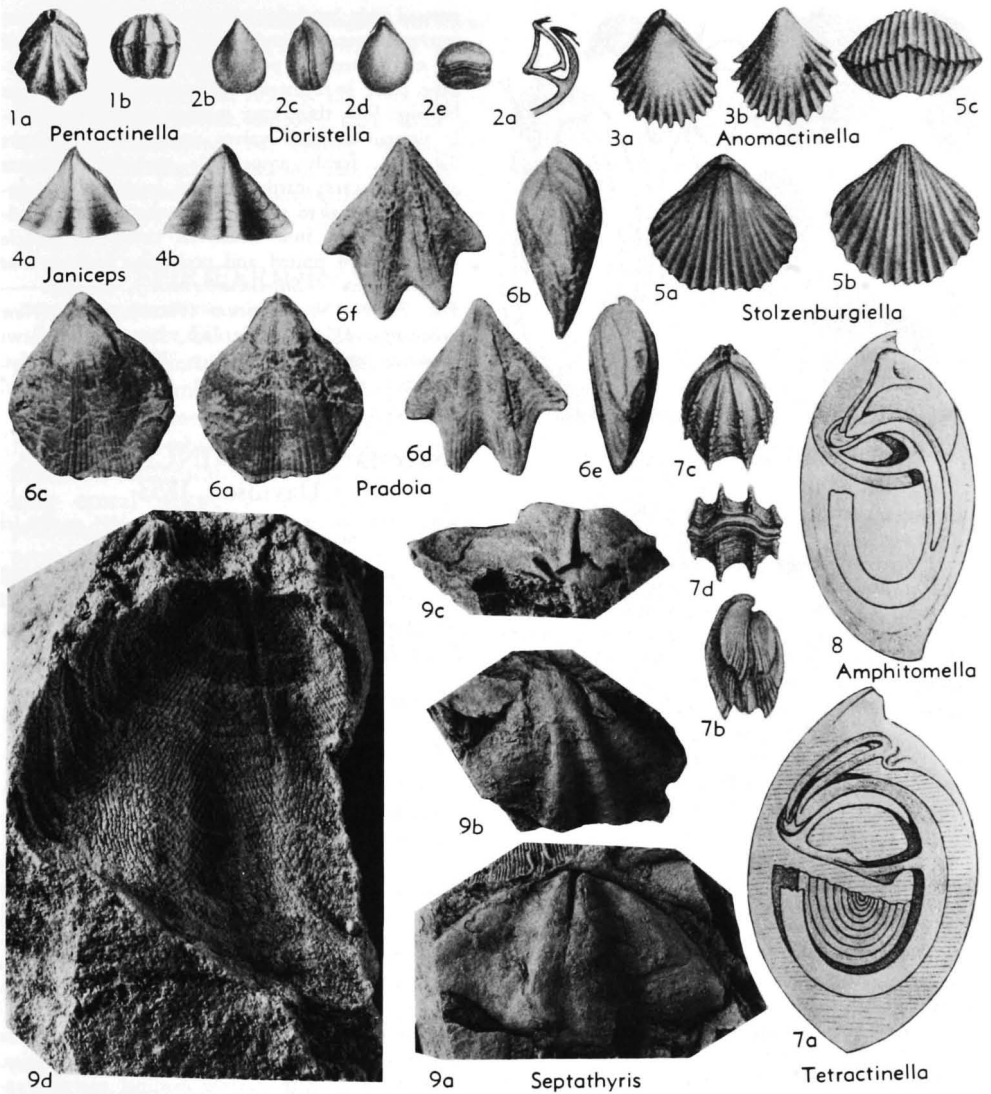 1a
1b
2b
2c
2d
2e
2a
3a
3b
5c
Pentactinella
Dioristella
Anomactinella
4a
4b
Janiceps
6f
6b
5a
5b
Stolzenburgiella
6c
6a
6d
6e
Pradoia
7c
7d
7b
8
Amphitomella
9c
9b
9d
9a
Septathyris
7a
Tetractinella